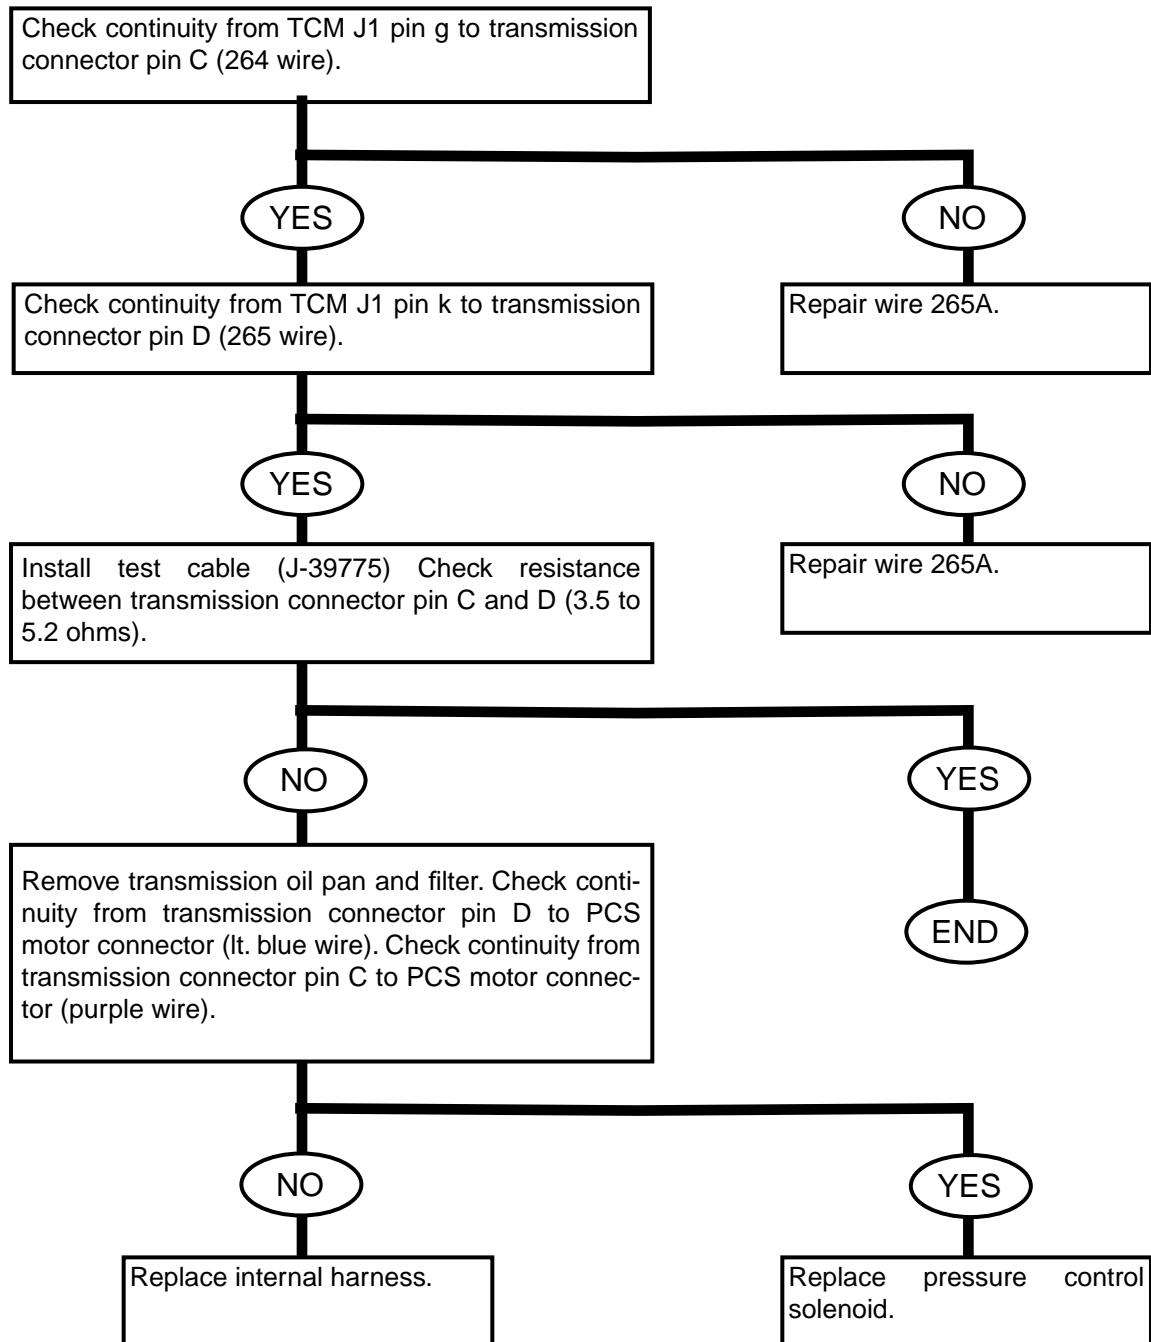 Check continuity from TCM J1 pin g to transmission
connector pin C (264 wire).
YES
NO
Check continuity from TCM J1 pin k to transmission
connector pin D (265 wire).
Repair wire 265A.
YES
NO
Install test cable (J-39775) Check resistance
between transmission connector pin C and D (3.5 to
5.2 ohms).
Repair wire 265A.
NO
YES
Remove transmission oil pan and filter. Check conti-
nuity from transmission connector pin D to PCS
motor connector (lt. blue wire). Check continuity from
transmission connector pin C to PCS motor connec-
tor (purple wire).
END
NO
YES
Replace internal harness.
Replace pressure control
solenoid.